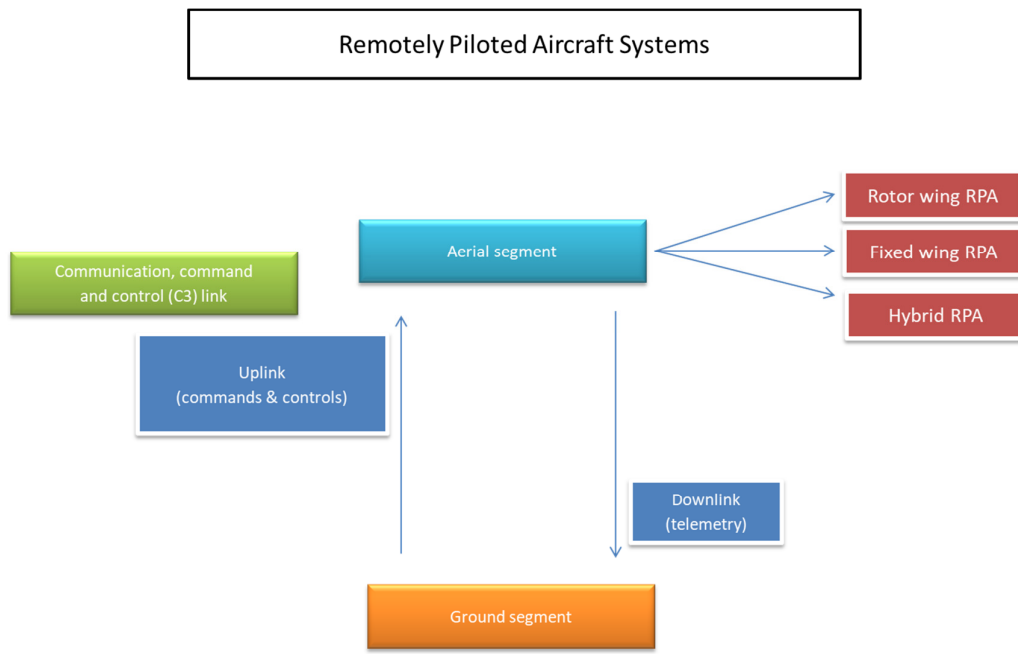 Remotely Piloted Aircraft Systems
Rotor wing RPA
Aerial segment
Fixed wing RPA
Communication, command
and control (C3) link
Hybrid RPA
Uplink
(commands & controls)
Downlink
(telemetry)
Ground segment